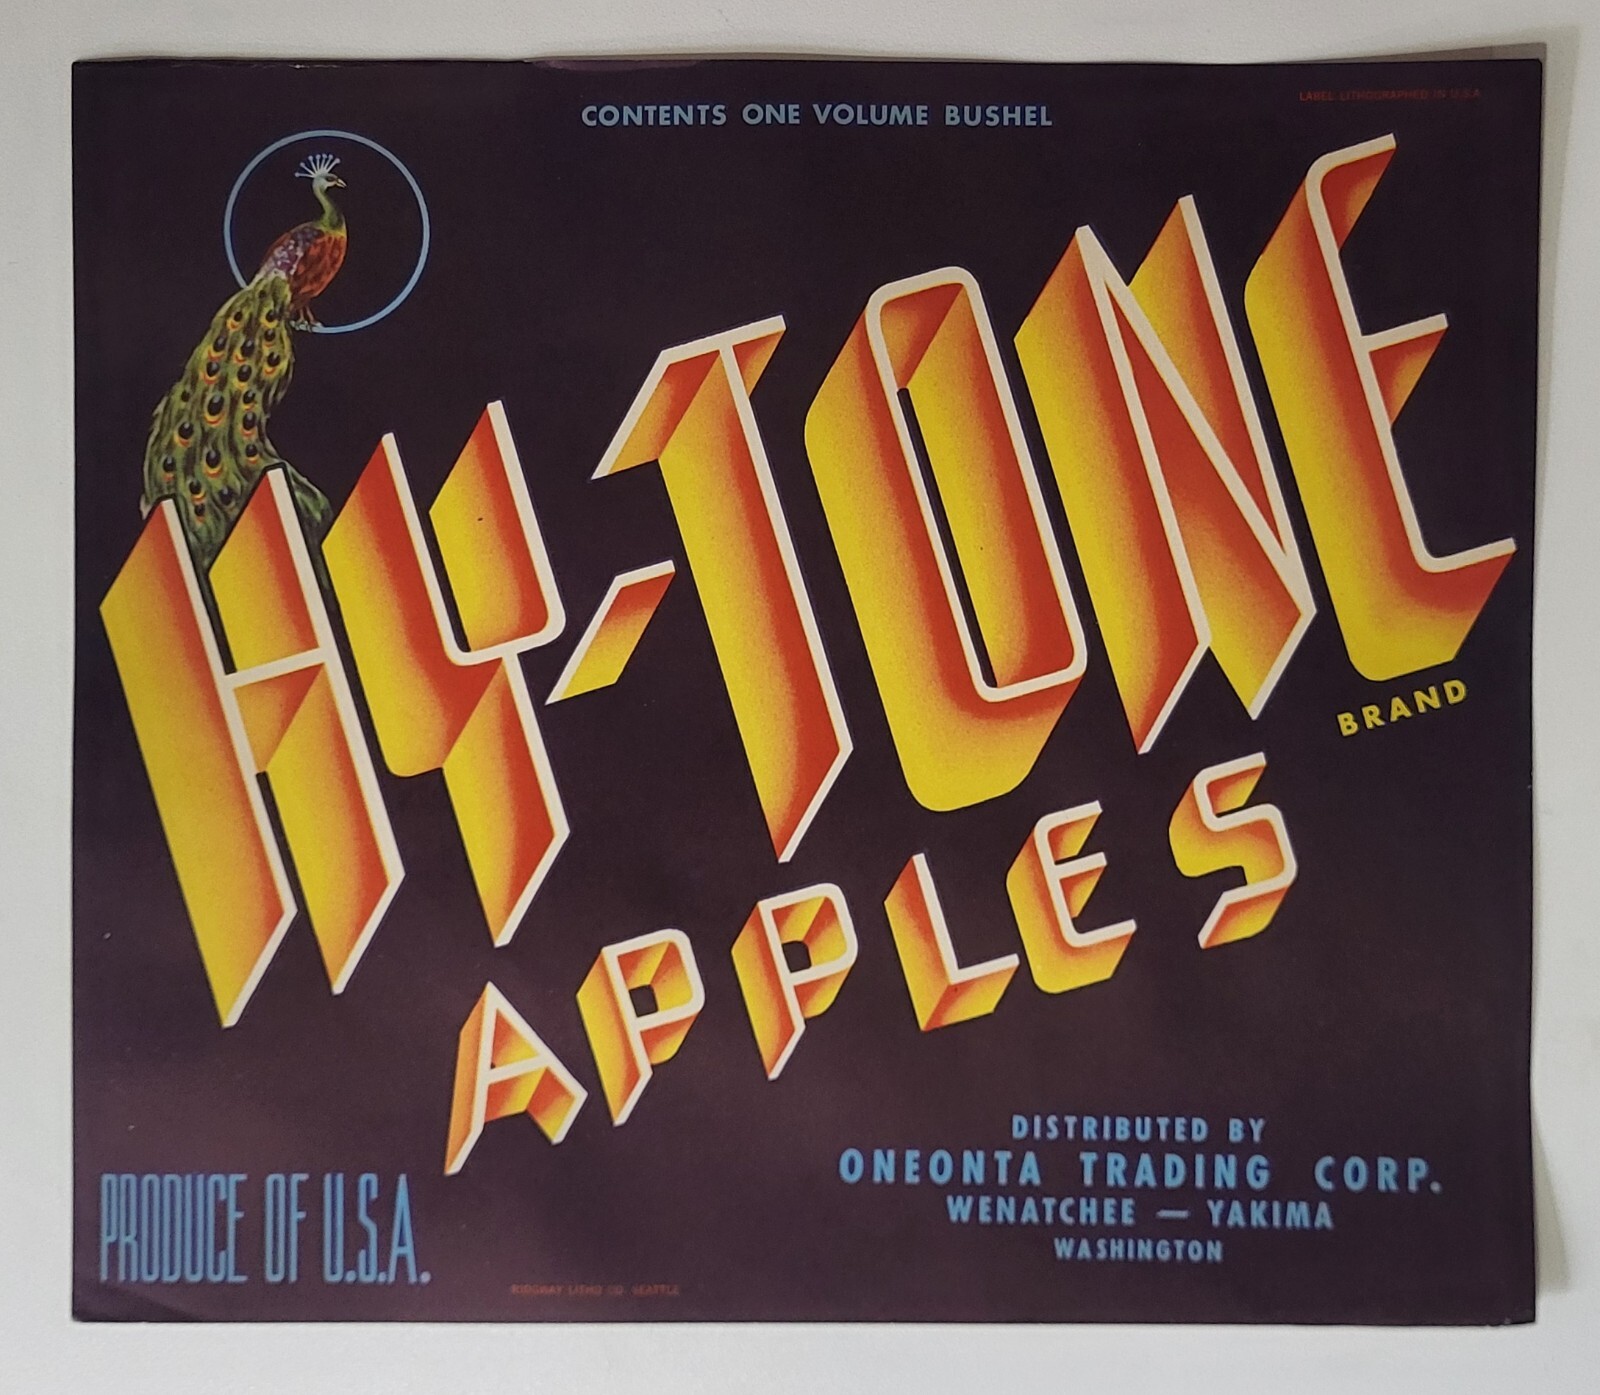 LABEL LITHOGRAPHED IN U.S.A.
CONTENTS ONE VOLUME BUSHEL
HY-TONE
BRAND
APPLES
DISTRIBUTED BY
ONEONTA TRADING CORP.
WENATCHEE — YAKIMA
WASHINGTON
PRODUCE OF U.S.A.
RIDGWAY LITHO CO. SEATTLE